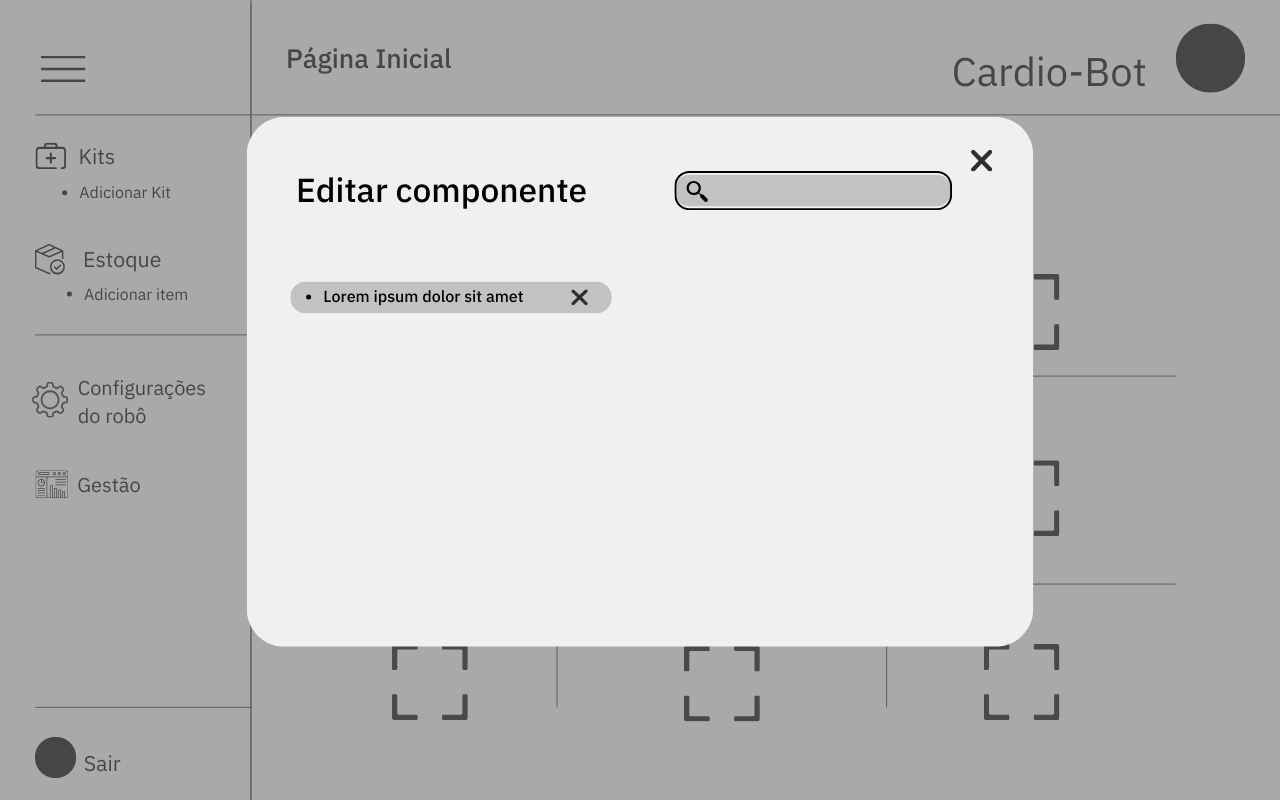 Página Inicial
Cardio-Bot
Kits
• Adicionar Kit
Estoque
• Adicionar item
Configurações
do robô
Gestão
Sair
Editar componente
• Lorem ipsum dolor sit amet